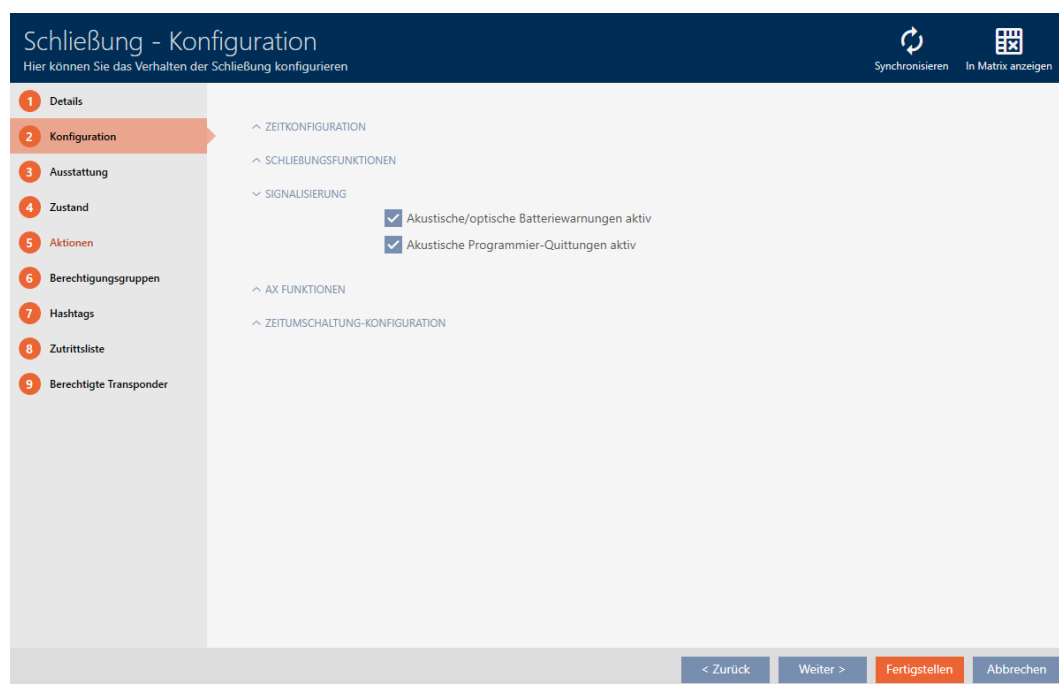 Schließung - Konfiguration
Hier können Sie das Verhalten der Schließung konfigurieren
Synchronisieren
In Matrix anzeigen
1 Details
2 Konfiguration
3 Ausstattung
4 Zustand
5 Aktionen
6 Berechtigungsgruppen
7 Hashtags
8 Zutrittsliste
9 Berechtigte Transponder
ZEITKONFIGURATION
SCHLIEßUNGSFUNKTIONEN
SIGNALISIERUNG
Akustische/optische Batteriewarnungen aktiv
Akustische Programmier-Quittungen aktiv
AX FUNKTIONEN
ZEITUMSCHALTUNG-KONFIGURATION
< Zurück
Weiter >
Fertigstellen
Abbrechen